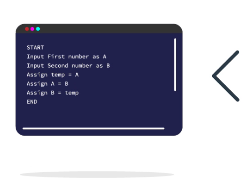 START
Input First number as A
Input Second number as B
Assign temp = A
Assign A = B
Assign B = temp
END